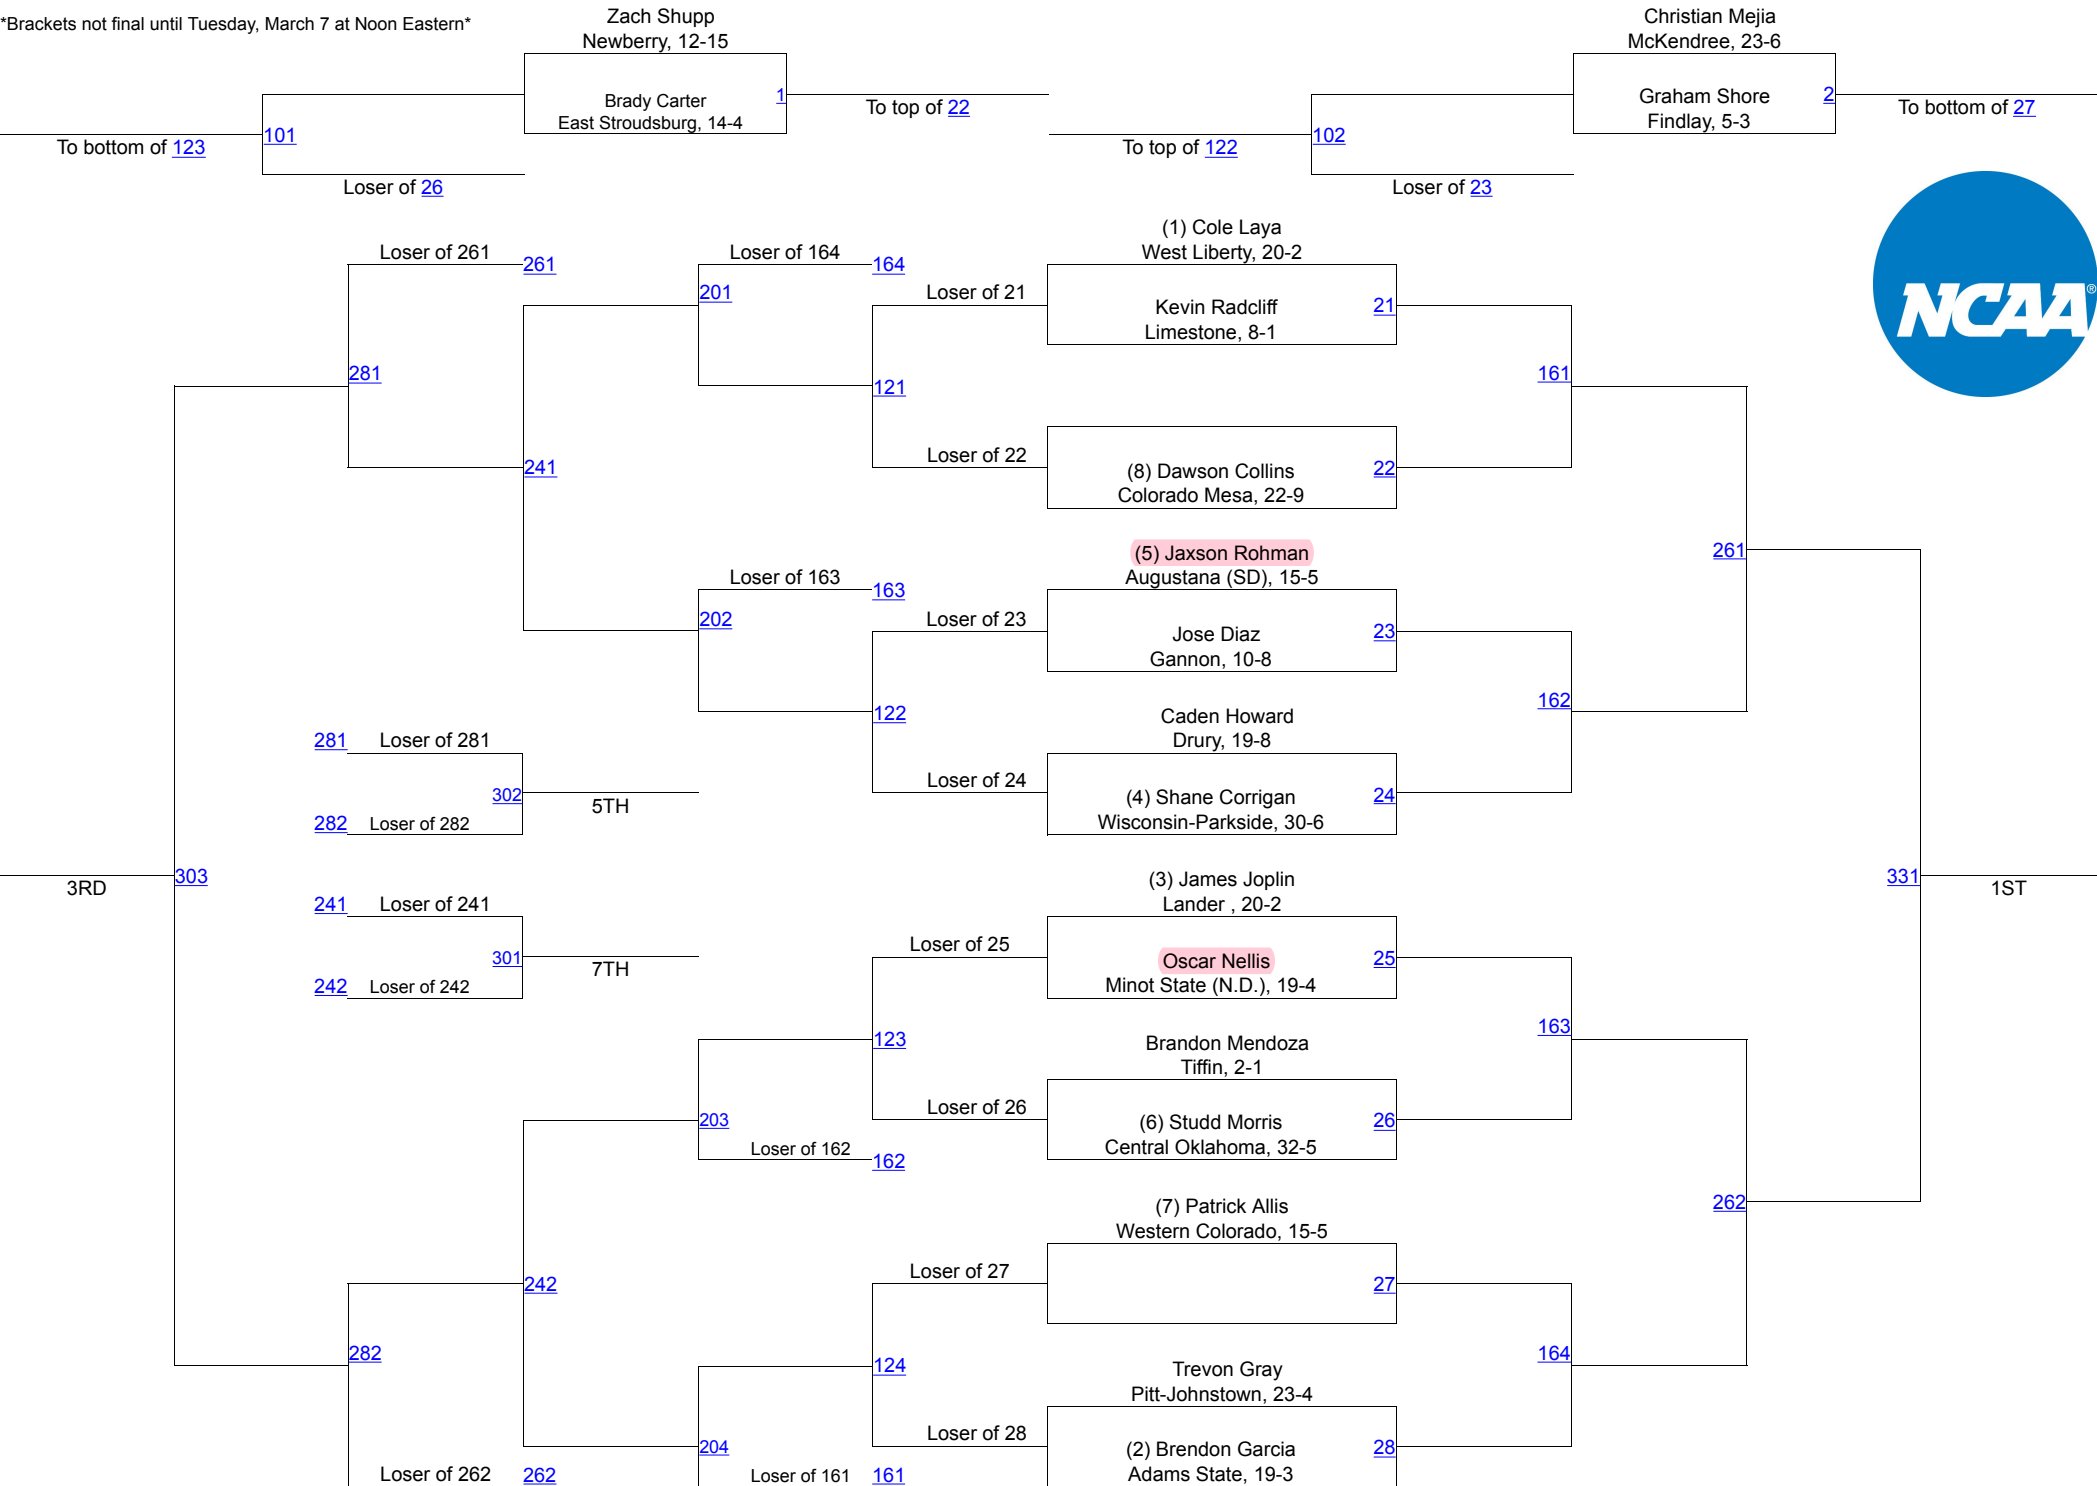 *Brackets not final until Tuesday, March 7 at Noon Eastern*
Zach Shupp
Newberry, 12-15
Brady Carter
East Stroudsburg, 14-4
1
To top of 22
101
To bottom of 123
Loser of 26
Christian Mejia
McKendree, 23-6
Graham Shore
Findlay, 5-3
2
To bottom of 27
102
To top of 122
Loser of 23
NCAA®
(1) Cole Laya
West Liberty, 20-2
Loser of 261
261
Loser of 164
164
201
Loser of 21
Kevin Radcliff
Limestone, 8-1
21
281
121
161
Loser of 22
(8) Dawson Collins
Colorado Mesa, 22-9
22
241
(5) Jaxson Rohman
Augustana (SD), 15-5
261
Loser of 163
163
202
Loser of 23
Jose Diaz
Gannon, 10-8
23
122
162
Caden Howard
Drury, 19-8
281
Loser of 281
302
5TH
282
Loser of 282
Loser of 24
(4) Shane Corrigan
Wisconsin-Parkside, 30-6
24
303
3RD
(3) James Joplin
Lander , 20-2
331
1ST
241
Loser of 241
301
7TH
242
Loser of 242
Loser of 25
Oscar Nellis
Minot State (N.D.), 19-4
25
123
163
Brandon Mendoza
Tiffin, 2-1
Loser of 26
(6) Studd Morris
Central Oklahoma, 32-5
26
203
Loser of 162
162
(7) Patrick Allis
Western Colorado, 15-5
262
Loser of 27
27
242
282
124
164
Trevon Gray
Pitt-Johnstown, 23-4
Loser of 28
(2) Brendon Garcia
Adams State, 19-3
28
204
Loser of 262
262
Loser of 161
161